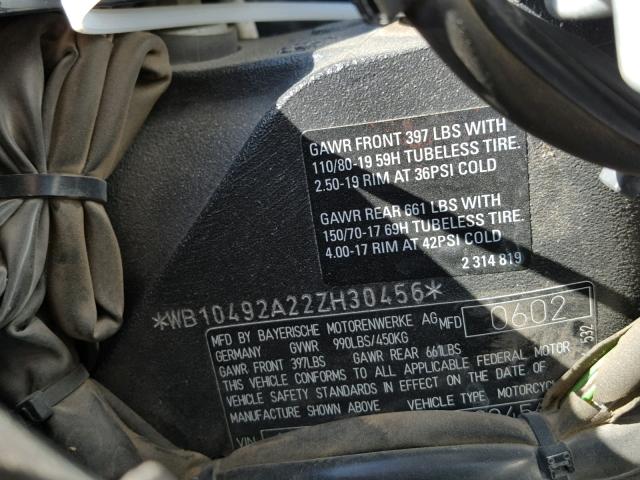 GAWR FRONT 397 LBS WITH
110/80-19 59H TUBELESS TIRE.
2.50-19 RIM AT 36PSI COLD
GAWR REAR 661 LBS WITH
150/70-17 69H TUBELESS TIRE.
4.00-17 RIM AT 42PSI COLD
2 314 819
*WB10492A22ZH30456*
MFD BY BAYERISCHE MOTORENWERKE AG MFD 0602
GERMANY GVWR 990LBS/450KG
GAWR FRONT 397LBS GAWR REAR 661LBS
THIS VEHICLE CONFORMS TO ALL APPLICABLE FEDERAL MOTOR
VEHICLE SAFETY STANDARDS IN EFFECT ON THE DATE OF
MANUFACTURE SHOWN ABOVE VEHICLE TYPE: MOTORCYCLE
VIN
532